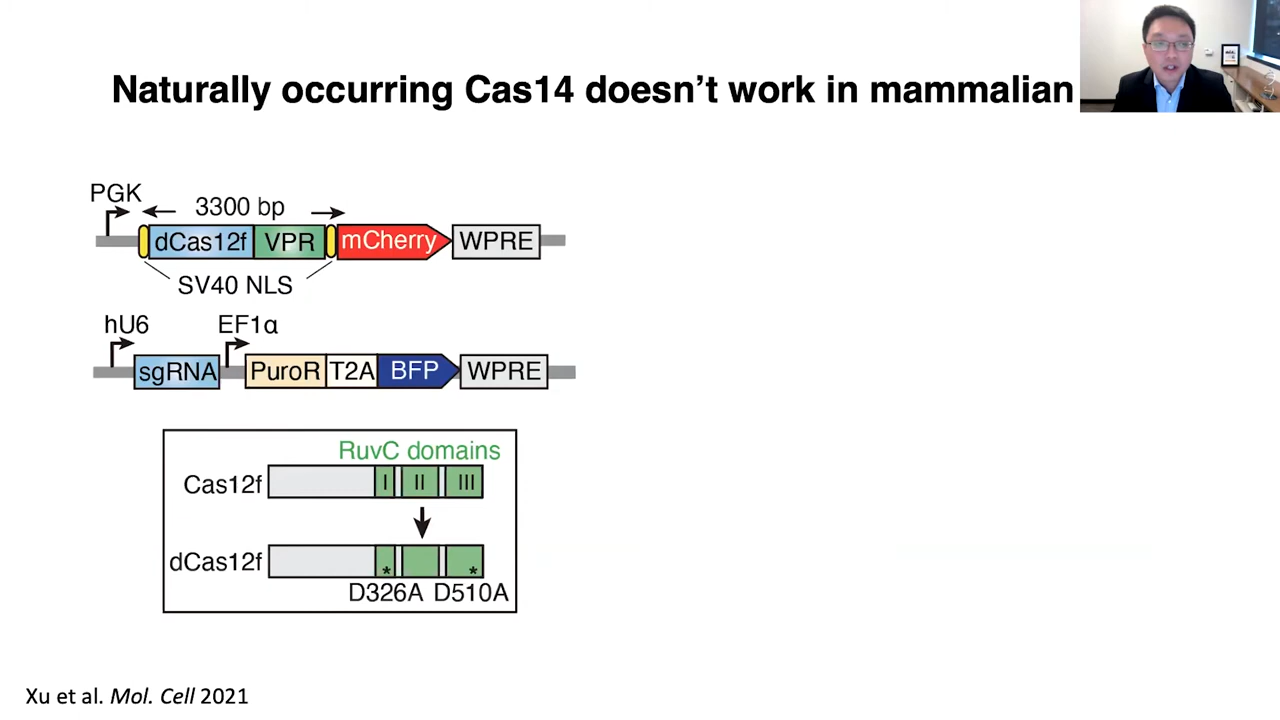 Naturally occurring Cas14 doesn’t work in mammalian
PGK
3300 bp
dCas12f VPR mCherry WPRE
SV40 NLS
hU6 EF1α
sgRNA PuroR T2A BFP WPRE
RuvC domains
Cas12f I II III
dCas12f * *
D326A D510A
Xu et al. Mol. Cell 2021